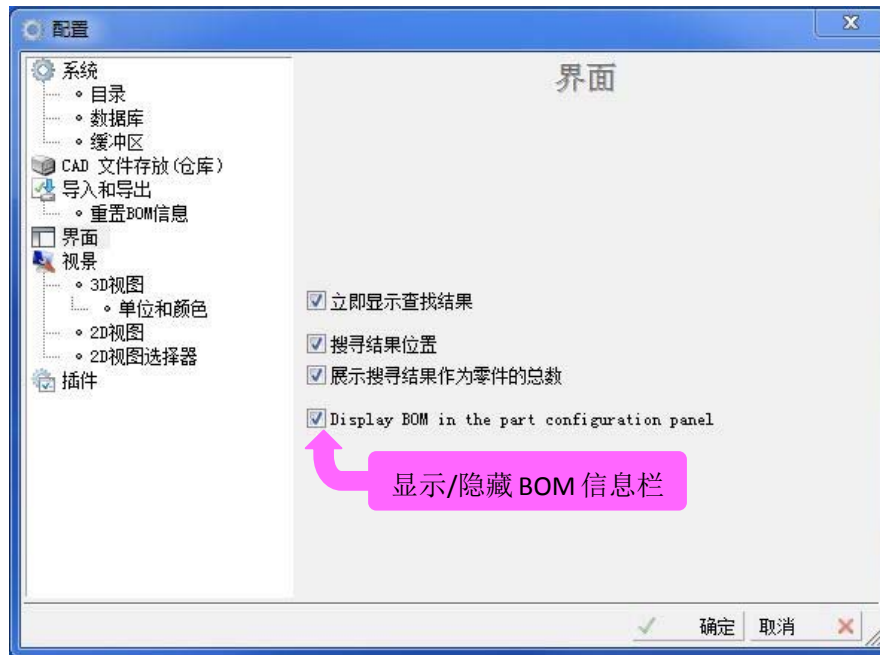 配置
系统
目录
数据库
缓冲区
CAD 文件存放(仓库)
导入和导出
重置BOM信息
界面
视景
3D视图
单位和颜色
2D视图
2D视图选择器
插件
界面
立即显示查找结果
搜寻结果位置
展示搜寻结果作为零件的总数
Display BOM in the part configuration panel
显示/隐藏 BOM 信息栏
确定
取消